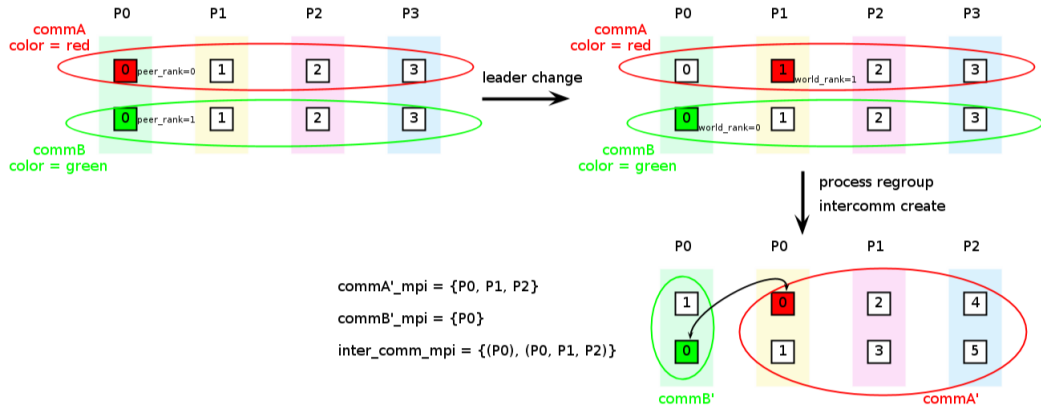 P0 P1 P2 P3
commA
color = red
0 peer_rank=0 1 2 3
0 peer_rank=1 1 2 3
commB
color = green
leader change
P0 P1 P2 P3
commA
color = red
0 1 world_rank=1 2 3
0 world_rank=0 1 2 3
commB
color = green
process regroup
intercomm create
P0 P0 P1 P2
commA'_mpi = {P0, P1, P2}
commB'_mpi = {P0}
inter_comm_mpi = {(P0), (P0, P1, P2)}
1 0 2 4
0 1 3 5
commB' commA'